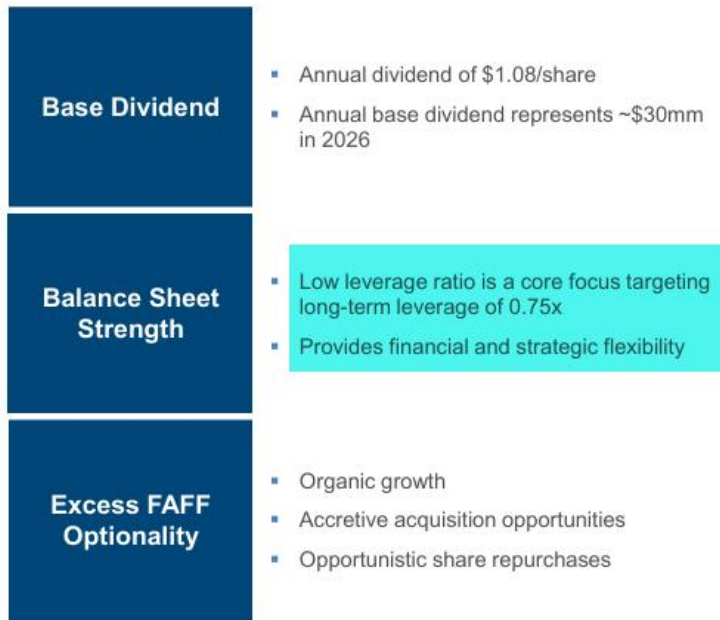 Base Dividend
▪ Annual dividend of $1.08/share
▪ Annual base dividend represents ~$30mm
in 2026
Balance Sheet
Strength
▪ Low leverage ratio is a core focus targeting
long-term leverage of 0.75x
▪ Provides financial and strategic flexibility
Excess FAFF
Optionality
▪ Organic growth
▪ Accretive acquisition opportunities
▪ Opportunistic share repurchases